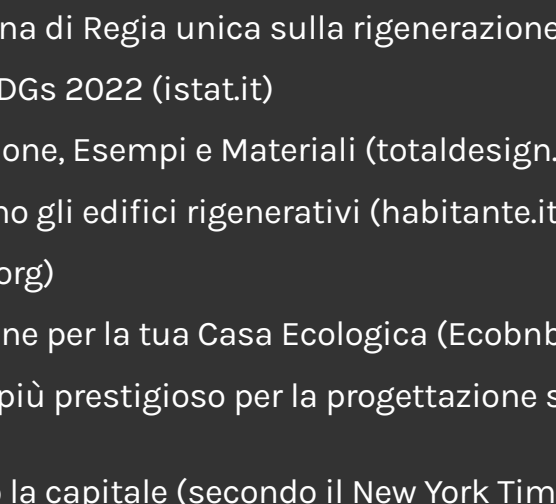 na di Regia unica sulla rigenerazione
DGs 2022 (istat.it)
one, Esempi e Materiali (totaldesign.
no gli edifici rigenerativi (habitante.it
org)
ne per la tua Casa Ecologica (Ecobnb
più prestigioso per la progettazione s
la capitale (secondo il New York Tim